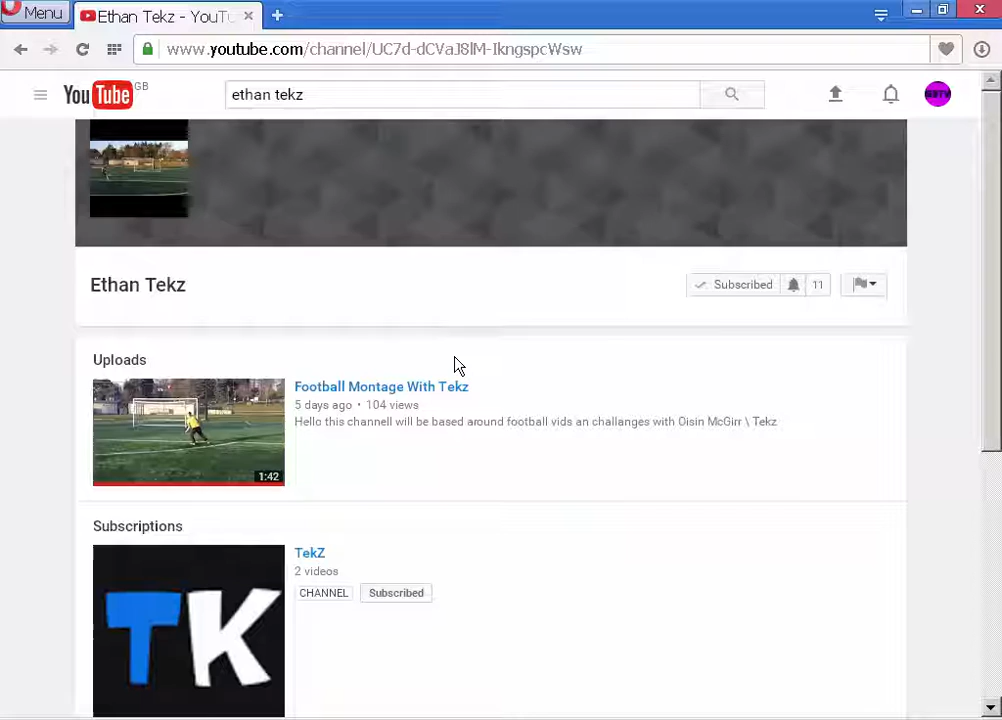 Menu
Ethan Tekz - YouTu
www.youtube.com/channel/UC7d-dCVaJ8lM-IkngspcWsw
YouTube GB
ethan tekz
Ethan Tekz
Subscribed 11
Uploads
Football Montage With Tekz
5 days ago • 104 views
Hello this channell will be based around football vids an challanges with Oisin McGirr \ Tekz
1:42
Subscriptions
TekZ
2 videos
CHANNEL Subscribed
TK